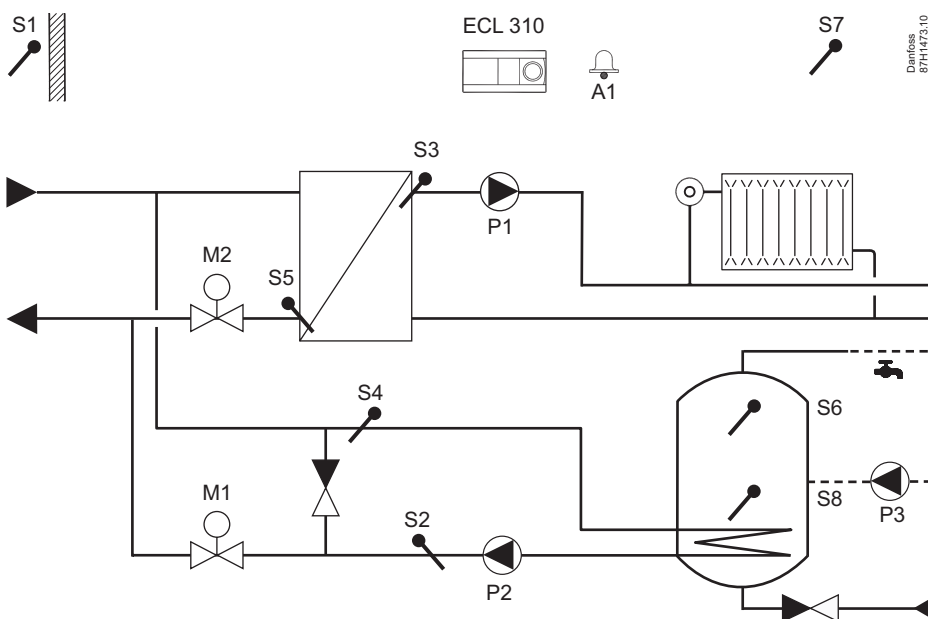 S1
ECL 310
S7
Danfoss
87H1473.10
A1
S3
P1
M2
S5
S4
S6
M1
S2
S8
P3
P2